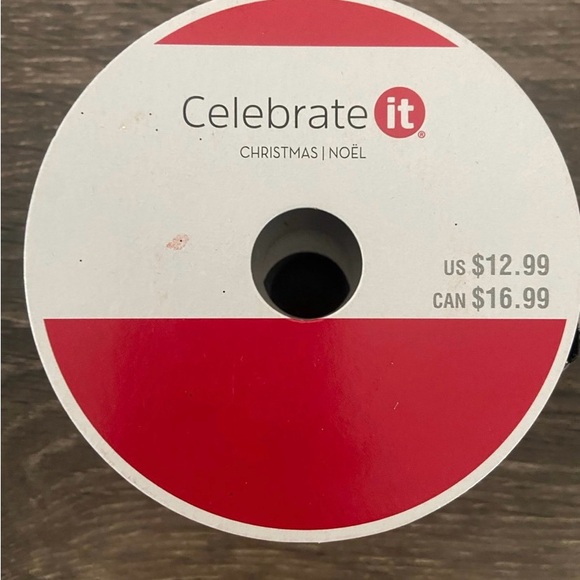 Celebrate it®
CHRISTMAS | NOËL
US $12.99
CAN $16.99